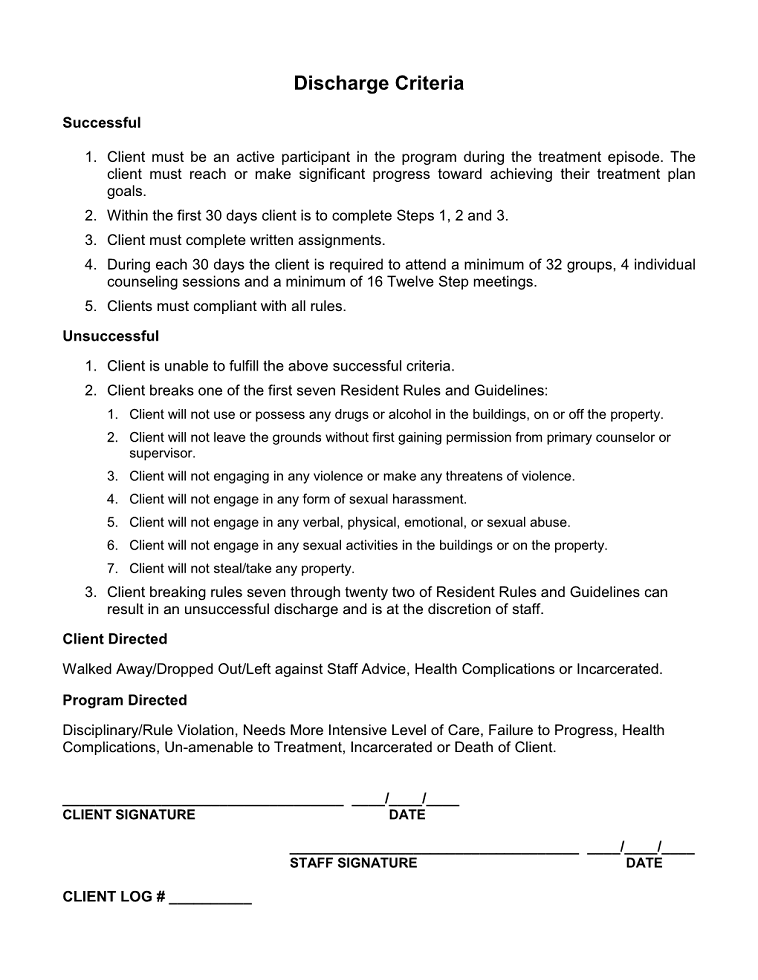 Discharge Criteria
Successful
1. Client must be an active participant in the program during the treatment episode. The
client must reach or make significant progress toward achieving their treatment plan
goals.
2. Within the first 30 days client is to complete Steps 1, 2 and 3.
3. Client must complete written assignments.
4. During each 30 days the client is required to attend a minimum of 32 groups, 4 individual
counseling sessions and a minimum of 16 Twelve Step meetings.
5. Clients must compliant with all rules.
Unsuccessful
1. Client is unable to fulfill the above successful criteria.
2. Client breaks one of the first seven Resident Rules and Guidelines:
1. Client will not use or possess any drugs or alcohol in the buildings, on or off the property.
2. Client will not leave the grounds without first gaining permission from primary counselor or
supervisor.
3. Client will not engaging in any violence or make any threatens of violence.
4. Client will not engage in any form of sexual harassment.
5. Client will not engage in any verbal, physical, emotional, or sexual abuse.
6. Client will not engage in any sexual activities in the buildings or on the property.
7. Client will not steal/take any property.
3. Client breaking rules seven through twenty two of Resident Rules and Guidelines can
result in an unsuccessful discharge and is at the discretion of staff.
Client Directed
Walked Away/Dropped Out/Left against Staff Advice, Health Complications or Incarcerated.
Program Directed
Disciplinary/Rule Violation, Needs More Intensive Level of Care, Failure to Progress, Health
Complications, Un-amenable to Treatment, Incarcerated or Death of Client.
__________________________________ ____/____/____
CLIENT SIGNATURE DATE
___________________________________ ____/____/____
STAFF SIGNATURE DATE
CLIENT LOG # __________